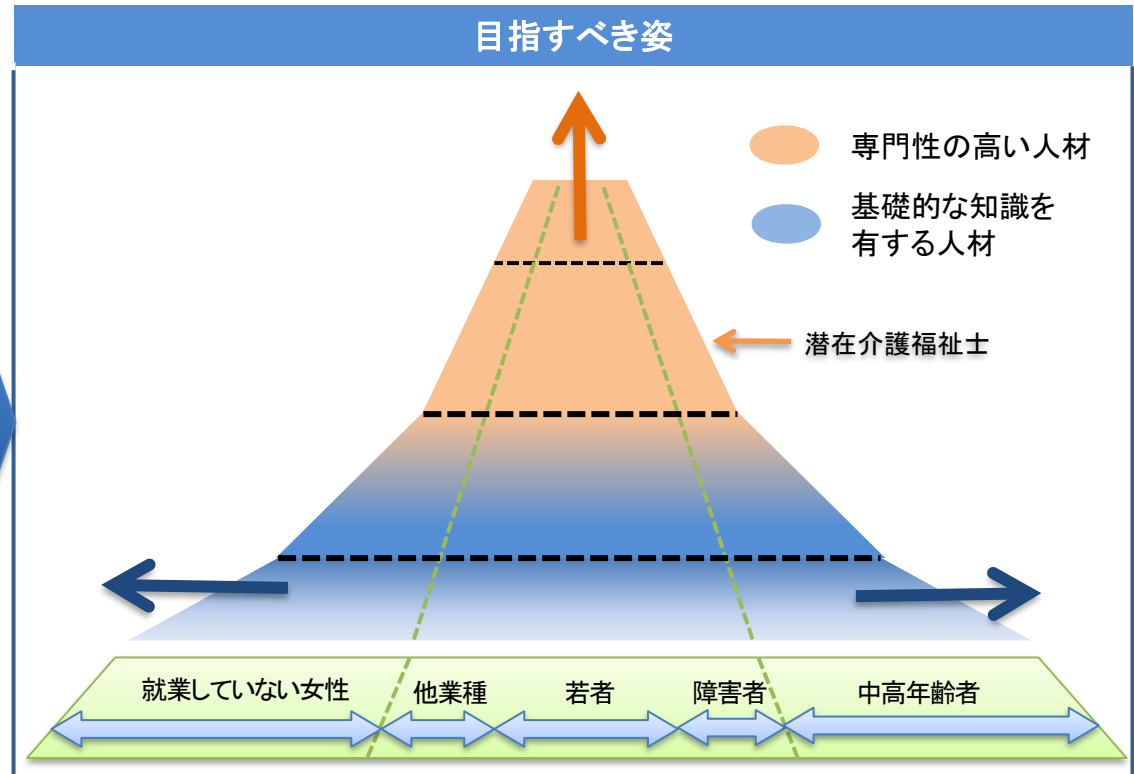 目指すべき姿
専門性の高い人材
基礎的な知識を
有する人材
潜在介護福祉士
就業していない女性
他業種
若者
障害者
中高年齢者